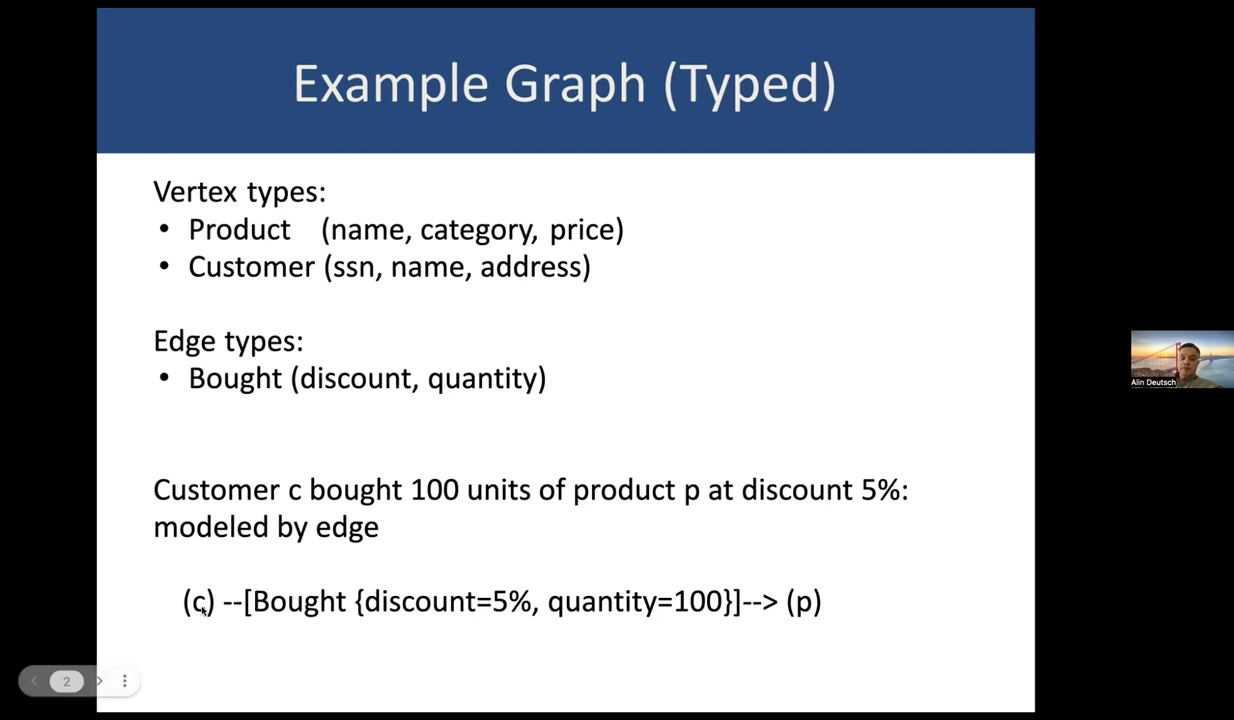 Example Graph (Typed)
Vertex types:
• Product (name, category, price)
• Customer (ssn, name, address)
Edge types:
• Bought (discount, quantity)
Customer c bought 100 units of product p at discount 5%:
modeled by edge
(c) --[Bought {discount=5%, quantity=100}]--> (p)
Alin Deutsch
2